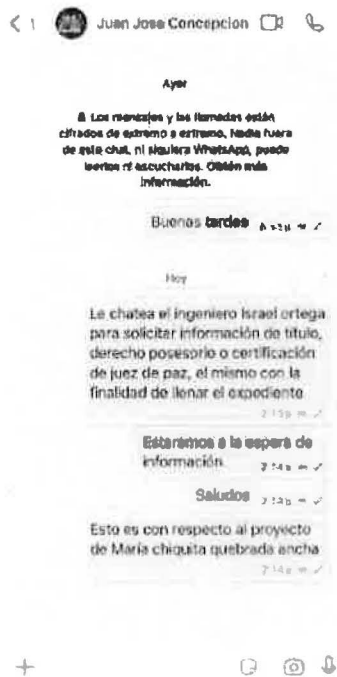 1 Juan Jose Concepcion
Ayer
Los mensajes y las llamadas están
cifrados de extremo a extremo. Nadie fuera
de este chat, ni siquiera WhatsApp, puede
leerlos ni escucharlos. Obtén más
información.
Buenas tardes
Hoy
Le chatea el ingeniero Israel ortega
para solicitar información de título,
derecho posesorio o certificación
de juez de paz, el mismo con la
finalidad de llenar el expediente
Estaremos a la espera de
información
Saludos
Esto es con respecto al proyecto
de María chiquita quebrada ancha